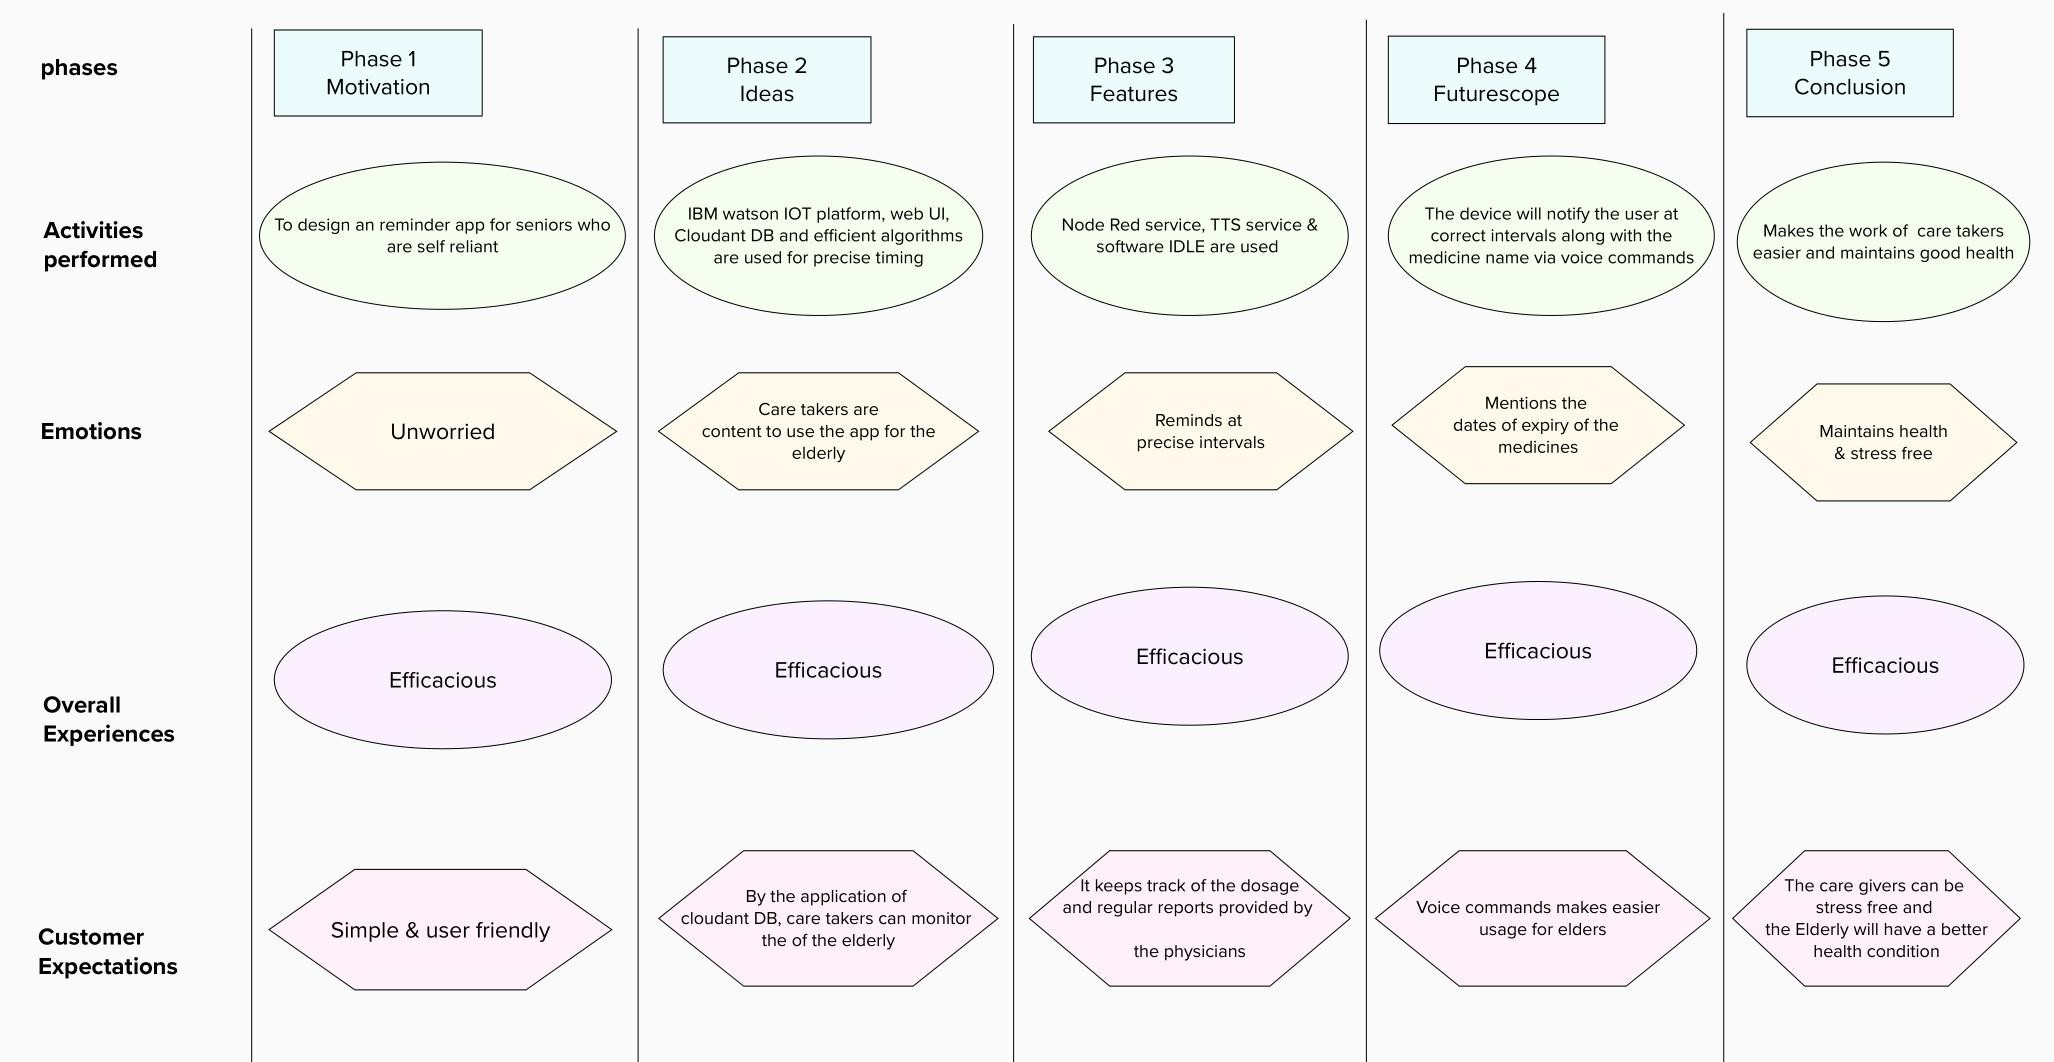 phases
Phase 1
Motivation
Phase 2
Ideas
Phase 3
Features
Phase 4
Futurescope
Phase 5
Conclusion
Activities
performed
To design an reminder app for seniors who
are self reliant
IBM watson IOT platform, web UI,
Cloudant DB and efficient algorithms
are used for precise timing
Node Red service, TTS service &
software IDLE are used
The device will notify the user at
correct intervals along with the
medicine name via voice commands
Makes the work of  care takers
easier and maintains good health
Emotions
Unworried
Care takers are
content to use the app for the
elderly
Reminds at
precise intervals
Mentions the
dates of expiry of the
medicines
Maintains health
& stress free
Overall
Experiences
Efficacious
Efficacious
Efficacious
Efficacious
Efficacious
Customer
Expectations
Simple & user friendly
By the application of
cloudant DB, care takers can monitor
the of the elderly
It keeps track of the dosage
and regular reports provided by
the physicians
Voice commands makes easier
usage for elders
The care givers can be
stress free and
the Elderly will have a better
health condition